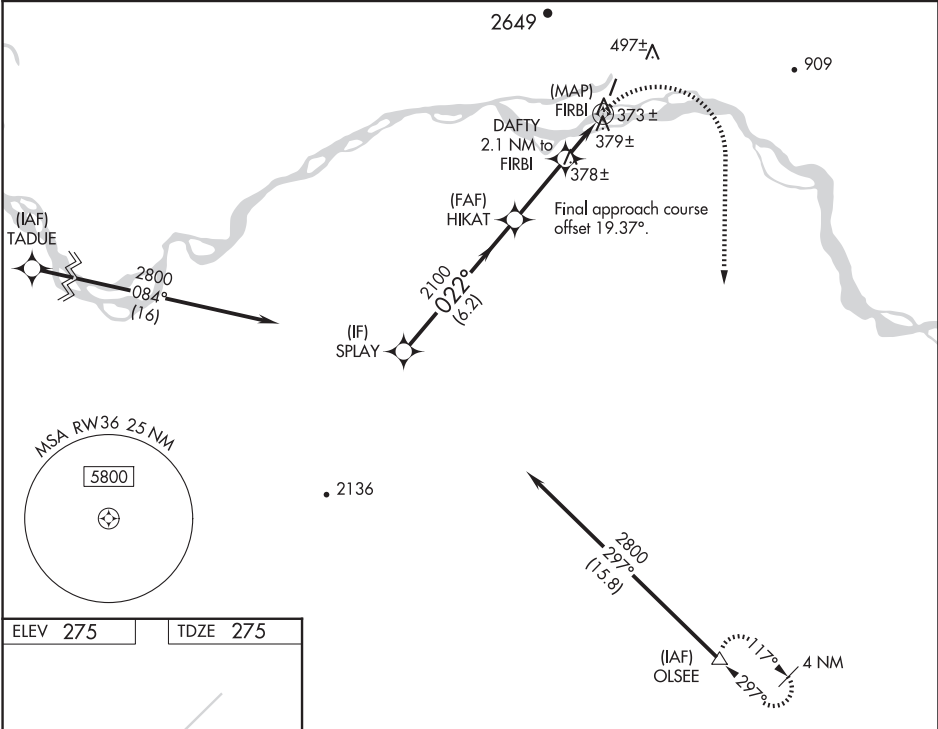 2649
497±
909
(MAP)
FIRBI
373±
DAFTY
2.1 NM to
FIRBI
379±
378±
(FAF)
HIKAT
Final approach course
offset 19.37°.
(IAF)
TADUE
2800
084°
(16)
2100
022°
(6.2)
(IF)
SPLAY
MSA RW36 25 NM
5800
2136
2800
297°
(15.8)
(IAF)
OLSEE
117°
297°
4 NM
ELEV 275
TDZE 275